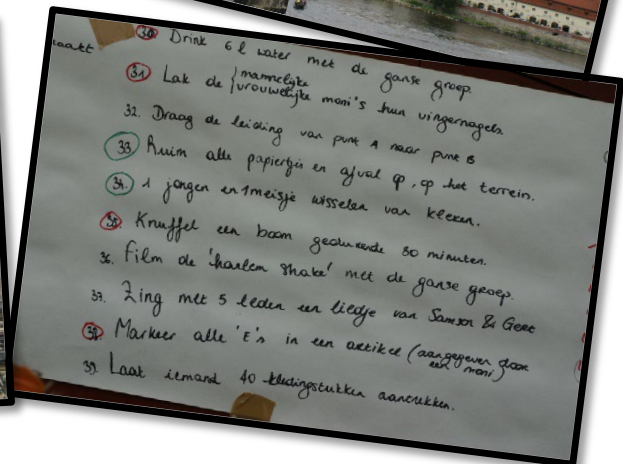 aakt
30. Drink 6 l water met de ganse groep.
31. Lak de { mannelijke
vrouwelijke moni's hun vingernagels.
32. Draag de leiding van punt A naar punt B
33. Ruim alle papiertjes en afval op, op het terrein.
34. 1 jongen en 1 meisje wisselen van kleren.
35. Knuffel een boom gedurende 30 minuten.
36. Film de 'harlem shake' met de ganse groep.
37. Zing met 5 leden een liedje van Samson & Gert
38. Markeer alle 'E's in een artikel (aangegeven door
een moni)
39. Laat iemand 40 kledingstukken aantrekken.